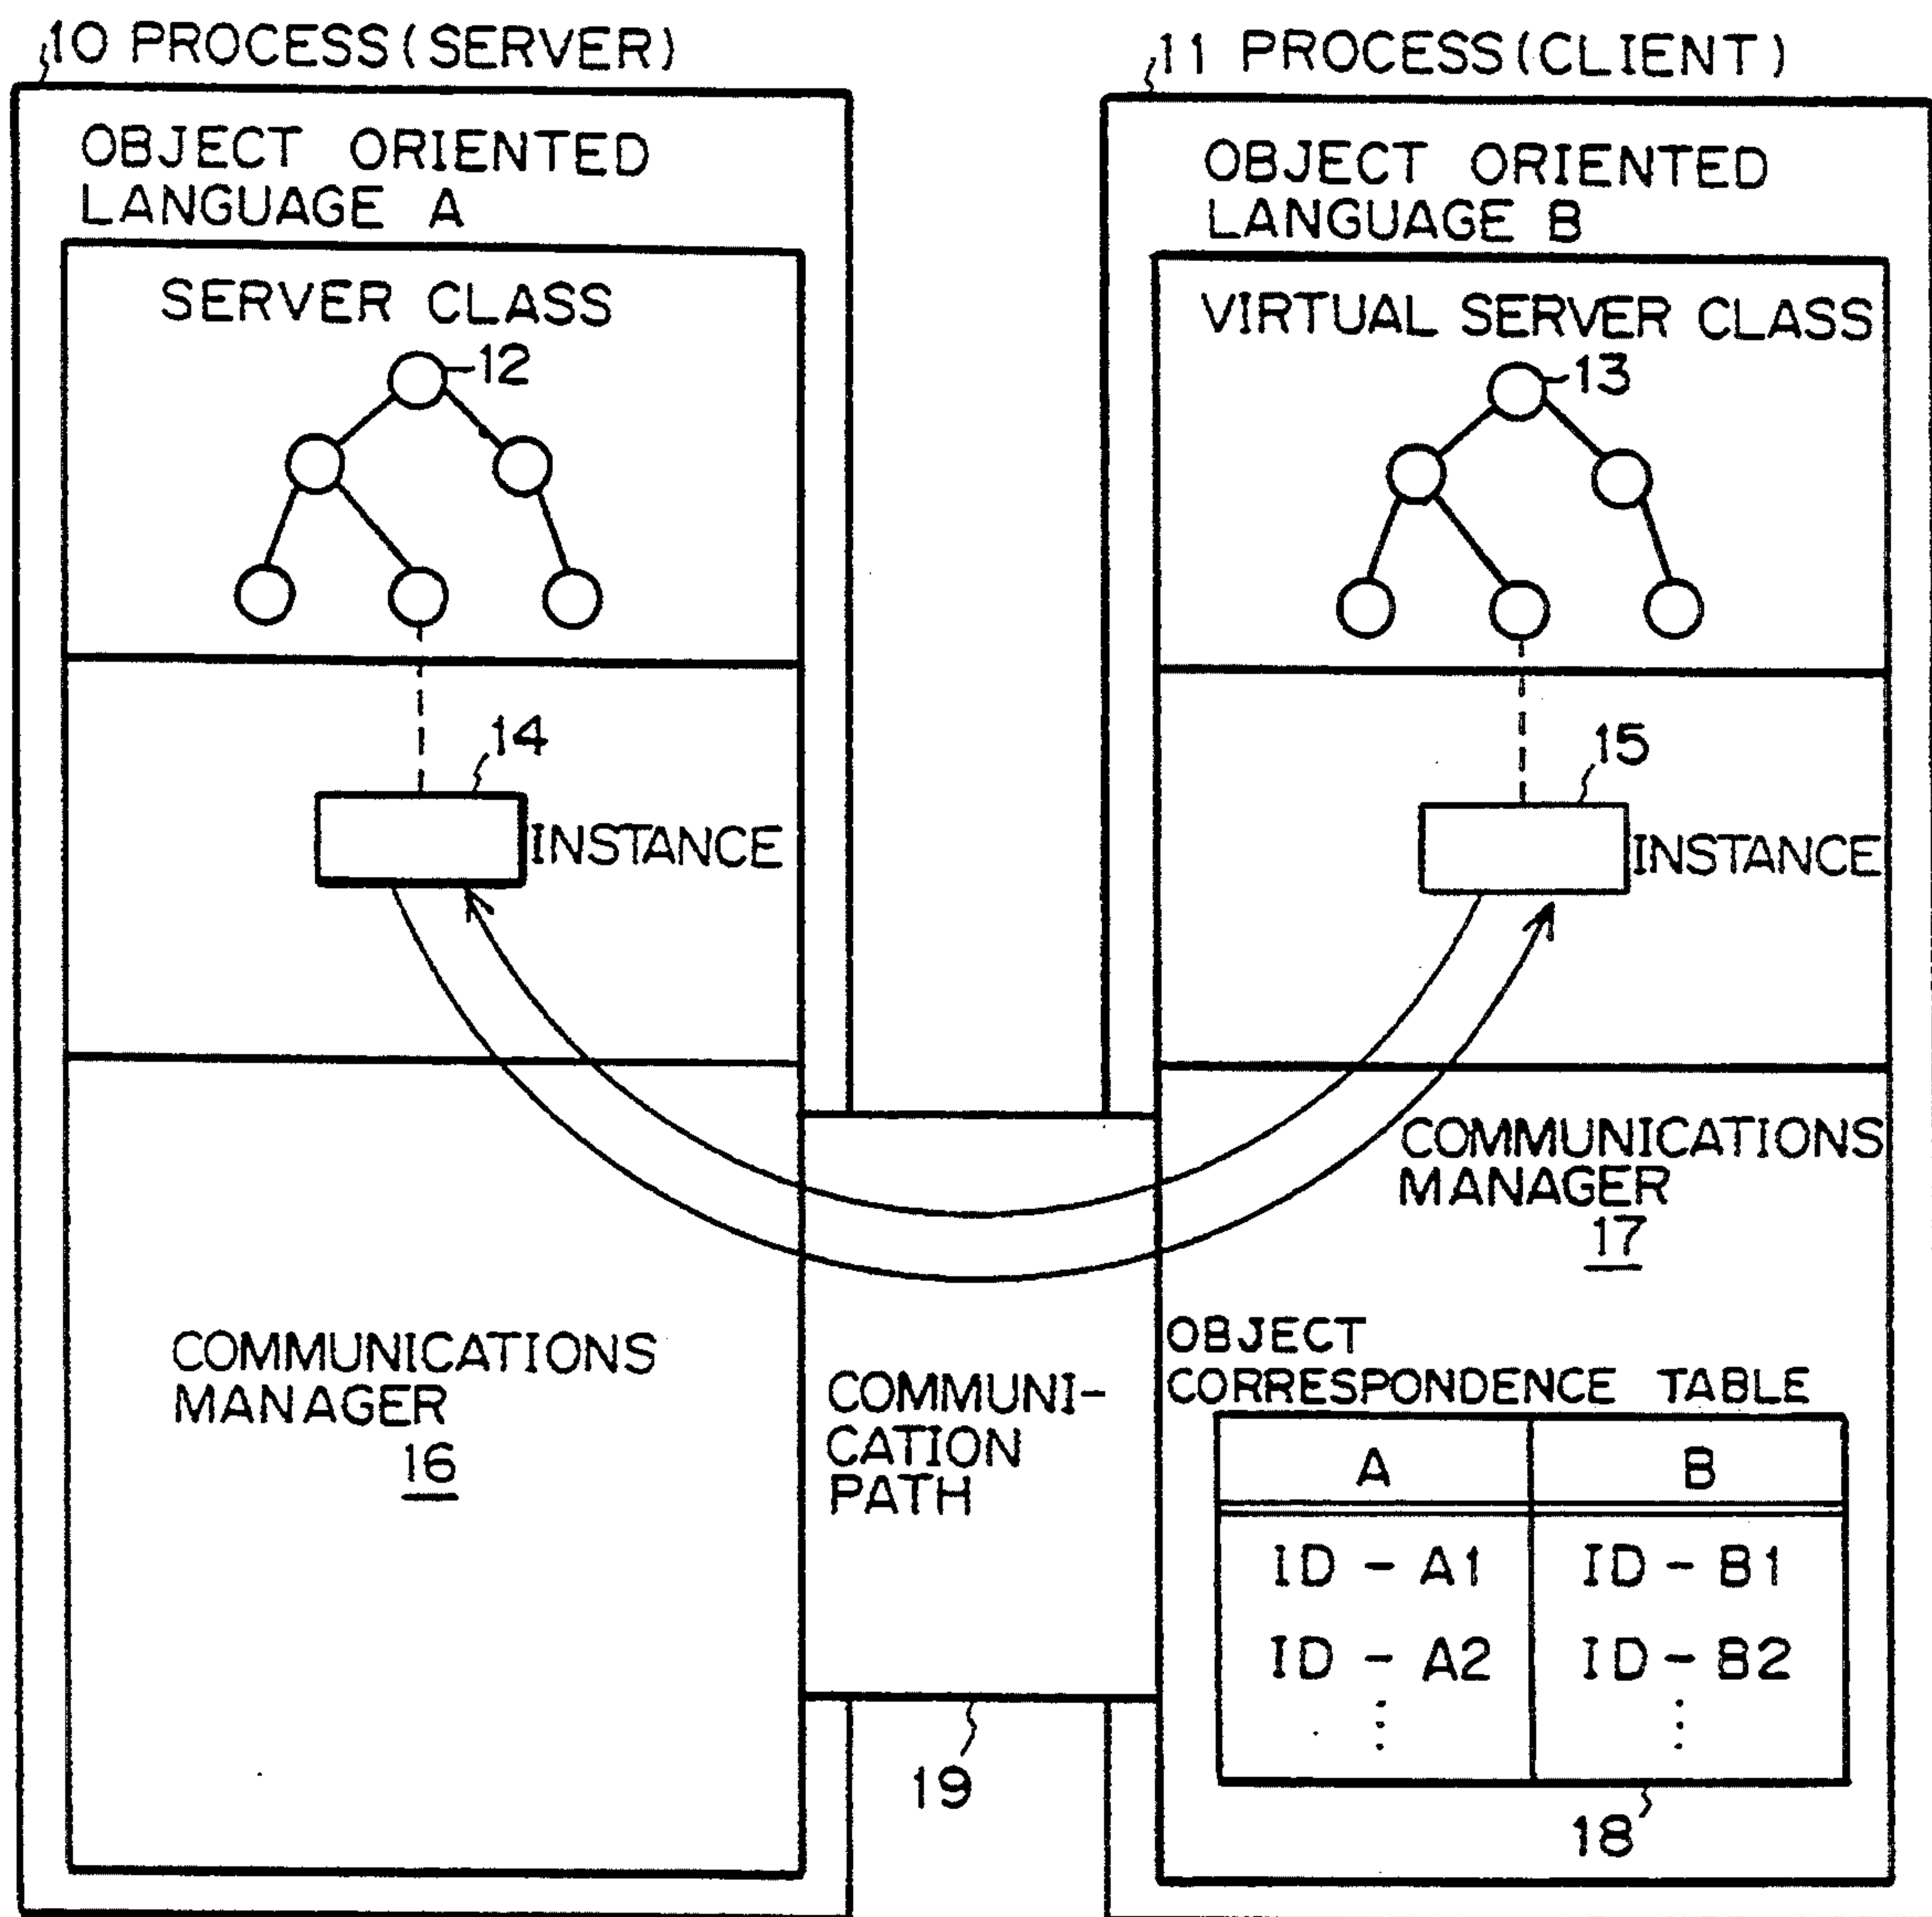 10 PROCESS(SERVER)
OBJECT ORIENTED
LANGUAGE A
SERVER CLASS
12
14
INSTANCE
COMMUNICATIONS
MANAGER
16
COMMUNI-
CATION
PATH
19
11 PROCESS(CLIENT)
OBJECT ORIENTED
LANGUAGE B
VIRTUAL SERVER CLASS
13
15
INSTANCE
COMMUNICATIONS
MANAGER
17
OBJECT
CORRESPONDENCE TABLE
A B
ID - A1 ID - B1
ID - A2 ID - B2
18